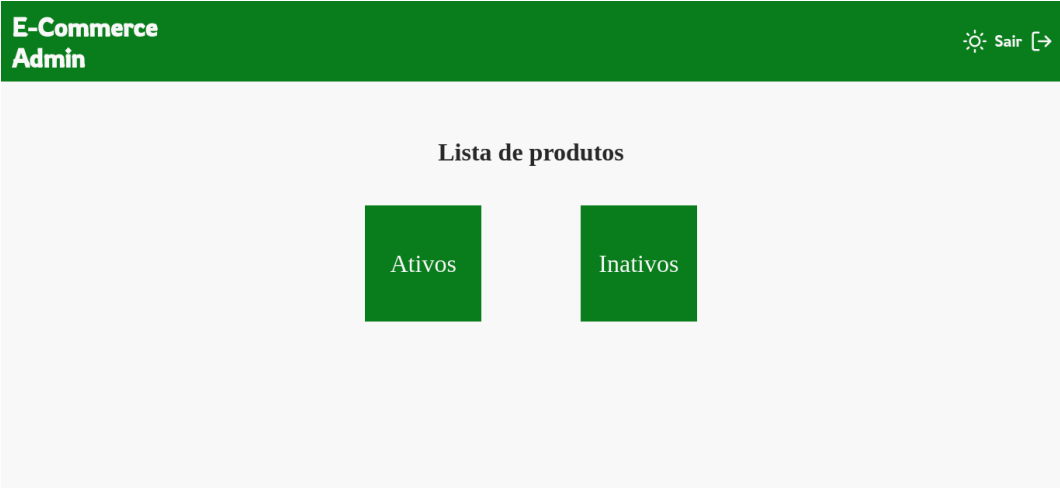 E-Commerce
Admin
Sair
Lista de produtos
Ativos
Inativos